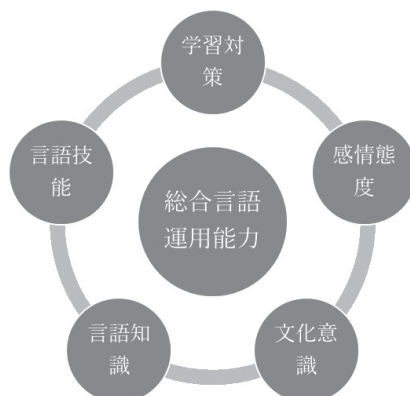 学習対
策
感情態
度
文化意
識
言語知
識
言語技
能
総合言語
運用能力